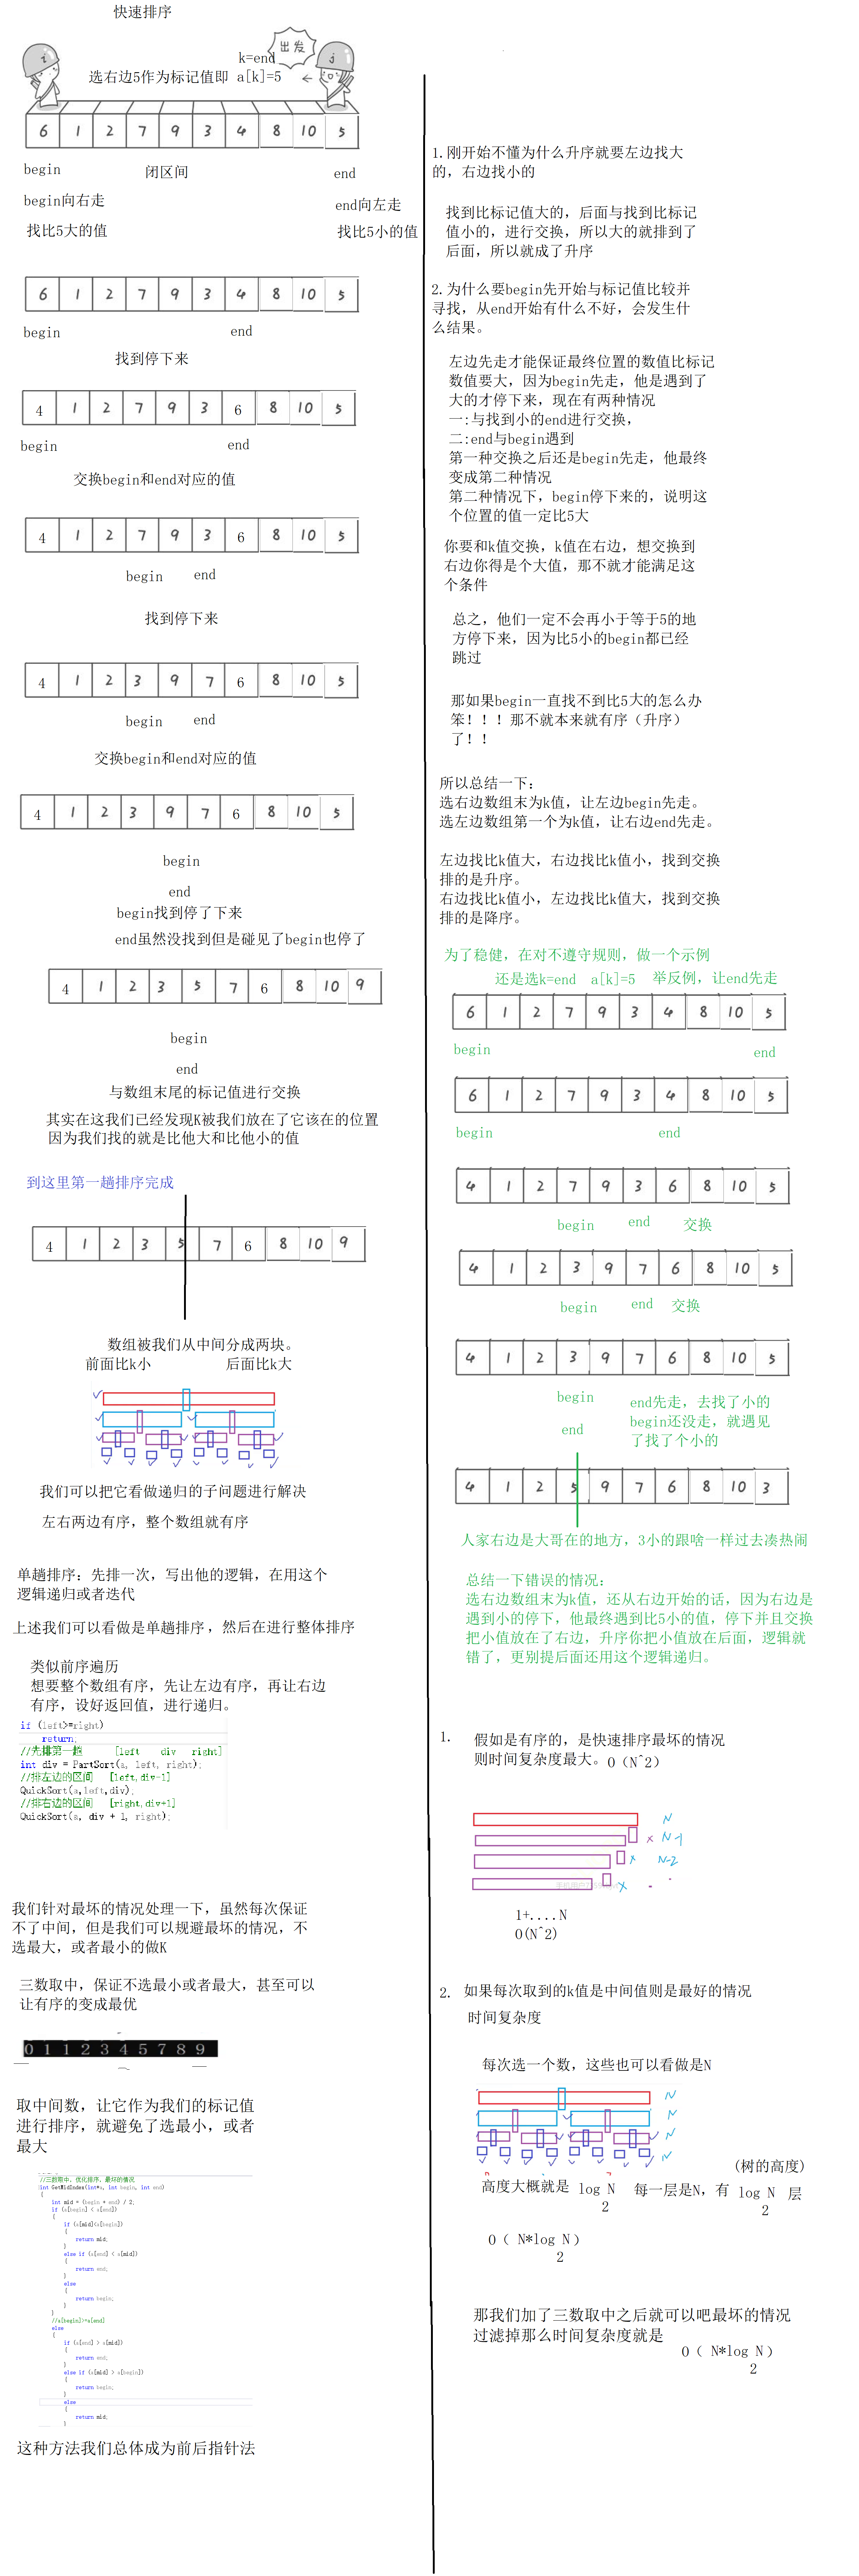 快速排序
出发
i
j
k=end
选右边5作为标记值即 a[k]=5
6 1 2 7 9 3 4 8 10 5
begin
闭区间
end
begin向右走
end向左走
找比5大的值
找比5小的值
6 1 2 7 9 3 4 8 10 5
begin
end
找到停下来
4 1 2 7 9 3 6 8 10 5
begin
end
交换begin和end对应的值
4 1 2 7 9 3 6 8 10 5
begin
end
找到停下来
4 1 2 3 9 7 6 8 10 5
begin
end
交换begin和end对应的值
4 1 2 3 9 7 6 8 10 5
begin
end
begin找到停了下来
end虽然没找到但是碰见了begin也停了
4 1 2 3 5 7 6 8 10 9
begin
end
与数组末尾的标记值进行交换
其实在这我们已经发现K被我们放在了它该在的位置
因为我们找的就是比他大和比他小的值
到这里第一趟排序完成
4 1 2 3 5 7 6 8 10 9
数组被我们从中间分成两块。
前面比k小
后面比k大
我们可以把它看做递归的子问题进行解决
左右两边有序，整个数组就有序
单趟排序：先排一次，写出他的逻辑，在用这个
逻辑递归或者迭代
上述我们可以看做是单趟排序，然后在进行整体排序
类似前序遍历
想要整个数组有序，先让左边有序，再让右边
有序，设好返回值，进行递归。
if (left>=right)
return;
//先排第一趟 [left div right]
int div = PartSort(a, left, right);
//排左边的区间 [left,div-1]
QuickSort(a,left,div);
//排右边的区间 [right,div+1]
QuickSort(a, div + 1, right);
我们针对最坏的情况处理一下，虽然每次保证
不了中间，但是我们可以规避最坏的情况，不
选最大，或者最小的做K
三数取中，保证不选最小或者最大，甚至可以
让有序的变成最优
0 1 1 2 3 4 5 7 8 9
取中间数，让它作为我们的标记值
进行排序，就避免了选最小，或者
最大
//三数取中，优化排序，最坏的情况
int GetMidIndex(int*a, int begin, int end)
{
int mid = (begin + end) / 2;
if (a[begin] < a[end])
{
if (a[mid]<a[begin])
{
return mid;
}
else if (a[end] < a[mid])
{
return end;
}
else
{
return begin;
}
}
//a[begin]>=a[end]
else
{
if (a[end] > a[mid])
{
return end;
}
else if (a[mid] > a[begin])
{
return begin;
}
else
{
return mid;
}
这种方法我们总体成为前后指针法
1.刚开始不懂为什么升序就要左边找大
的，右边找小的
找到比标记值大的，后面与找到比标记
值小的，进行交换，所以大的就排到了
后面，所以就成了升序
2.为什么要begin先开始与标记值比较并
寻找，从end开始有什么不好，会发生什
么结果。
左边先走才能保证最终位置的数值比标记
数值要大，因为begin先走，他是遇到了
大的才停下来，现在有两种情况
一:与找到小的end进行交换，
二:end与begin遇到
第一种交换之后还是begin先走，他最终
变成第二种情况
第二种情况下，begin停下来的，说明这
个位置的值一定比5大
你要和k值交换，k值在右边，想交换到
右边你得是个大值，那不就才能满足这
个条件
总之，他们一定不会再小于等于5的地
方停下来，因为比5小的begin都已经
跳过
那如果begin一直找不到比5大的怎么办
笨！！！那不就本来就有序（升序）
了！！
所以总结一下：
选右边数组末为k值，让左边begin先走。
选左边数组第一个为k值，让右边end先走。
左边找比k值大，右边找比k值小，找到交换
排的是升序。
右边找比k值小，左边找比k值大，找到交换
排的是降序。
为了稳健，在对不遵守规则，做一个示例
还是选k=end a[k]=5 举反例，让end先走
6 1 2 7 9 3 4 8 10 5
begin
end
6 1 2 7 9 3 4 8 10 5
begin
end
4 1 2 7 9 3 6 8 10 5
begin
end
交换
4 1 2 3 9 7 6 8 10 5
begin
end
交换
4 1 2 3 9 7 6 8 10 5
begin
end
end先走，去找了小的
begin还没走，就遇见
了找了个小的
4 1 2 5 9 7 6 8 10 3
人家右边是大哥在的地方，3小的跟啥一样过去凑热闹
总结一下错误的情况：
选右边数组末为k值，还从右边开始的话，因为右边是
遇到小的停下，他最终遇到比5小的值，停下并且交换
把小值放在了右边，升序你把小值放在后面，逻辑就
错了，更别提后面还用这个逻辑递归。
1.
假如是有序的，是快速排序最坏的情况
则时间复杂度最大。O（N^2）
N
x N-1
x N-2
x
1+....N
O(N^2)
2.
如果每次取到的k值是中间值则是最好的情况
时间复杂度
每次选一个数，这些也可以看做是N
N
N
N
N
(树的高度)
高度大概就是 log N
2
每一层是N，有 log N 层
2
O（ N*log N）
2
那我们加了三数取中之后就可以吧最坏的情况
过滤掉那么时间复杂度就是
O（ N*log N）
2